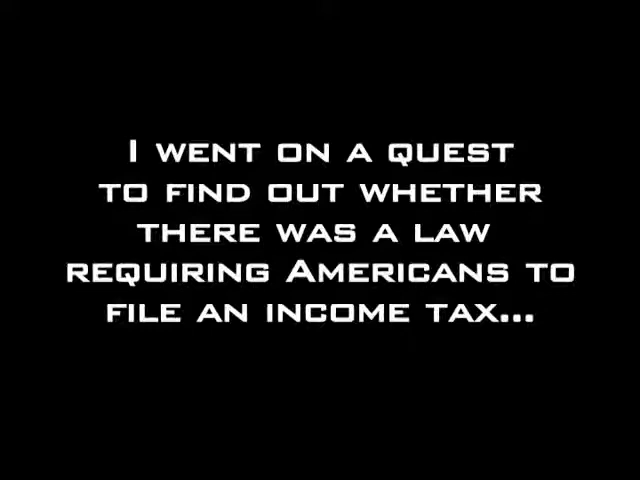 I WENT ON A QUEST
TO FIND OUT WHETHER
THERE WAS A LAW
REQUIRING AMERICANS TO
FILE AN INCOME TAX...